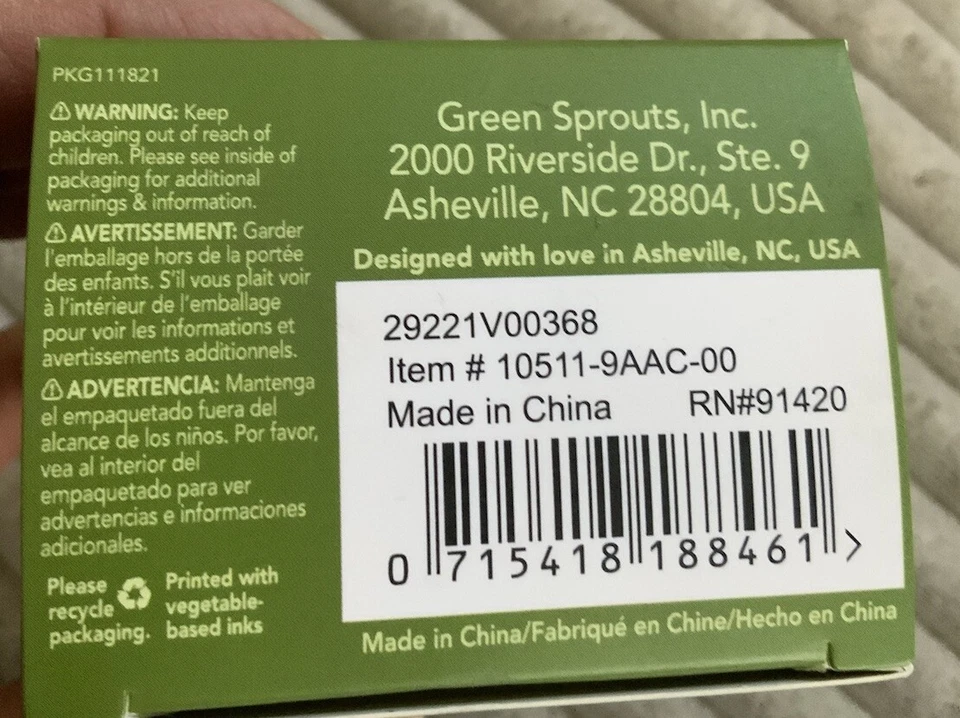 PKG111821
⚠ WARNING: Keep
packaging out of reach of
children. Please see inside of
packaging for additional
warnings & information.
⚠ AVERTISSEMENT: Garder
l'emballage hors de la portée
des enfants. S'il vous plait voir
à l'intérieur de l'emballage
pour voir les informations et
avertissements additionnels.
⚠ ADVERTENCIA: Mantenga
el empaquetado fuera del
alcance de los niños. Por favor,
vea al interior del
empaquetado para ver
advertencias e informaciones
adicionales.
Please
recycle
packaging.
Printed with
vegetable-
based inks
Green Sprouts, Inc.
2000 Riverside Dr., Ste. 9
Asheville, NC 28804, USA
Designed with love in Asheville, NC, USA
29221V00368
Item # 10511-9AAC-00
Made in China RN#91420
0 715418 188461 >
Made in China/Fabriqué en Chine/Hecho en China